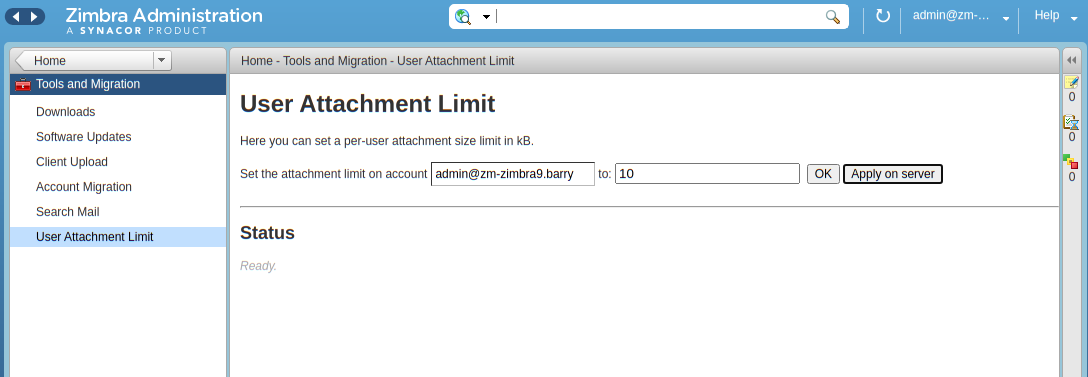 Zimbra Administration
A SYNACOR PRODUCT
admin@zm-...
Help
Home
Tools and Migration
Downloads
Software Updates
Client Upload
Account Migration
Search Mail
User Attachment Limit
Home - Tools and Migration - User Attachment Limit
User Attachment Limit
Here you can set a per-user attachment size limit in kB.
Set the attachment limit on account admin@zm-zimbra9.barry to: 10 OK Apply on server
Status
Ready.
0
0
0